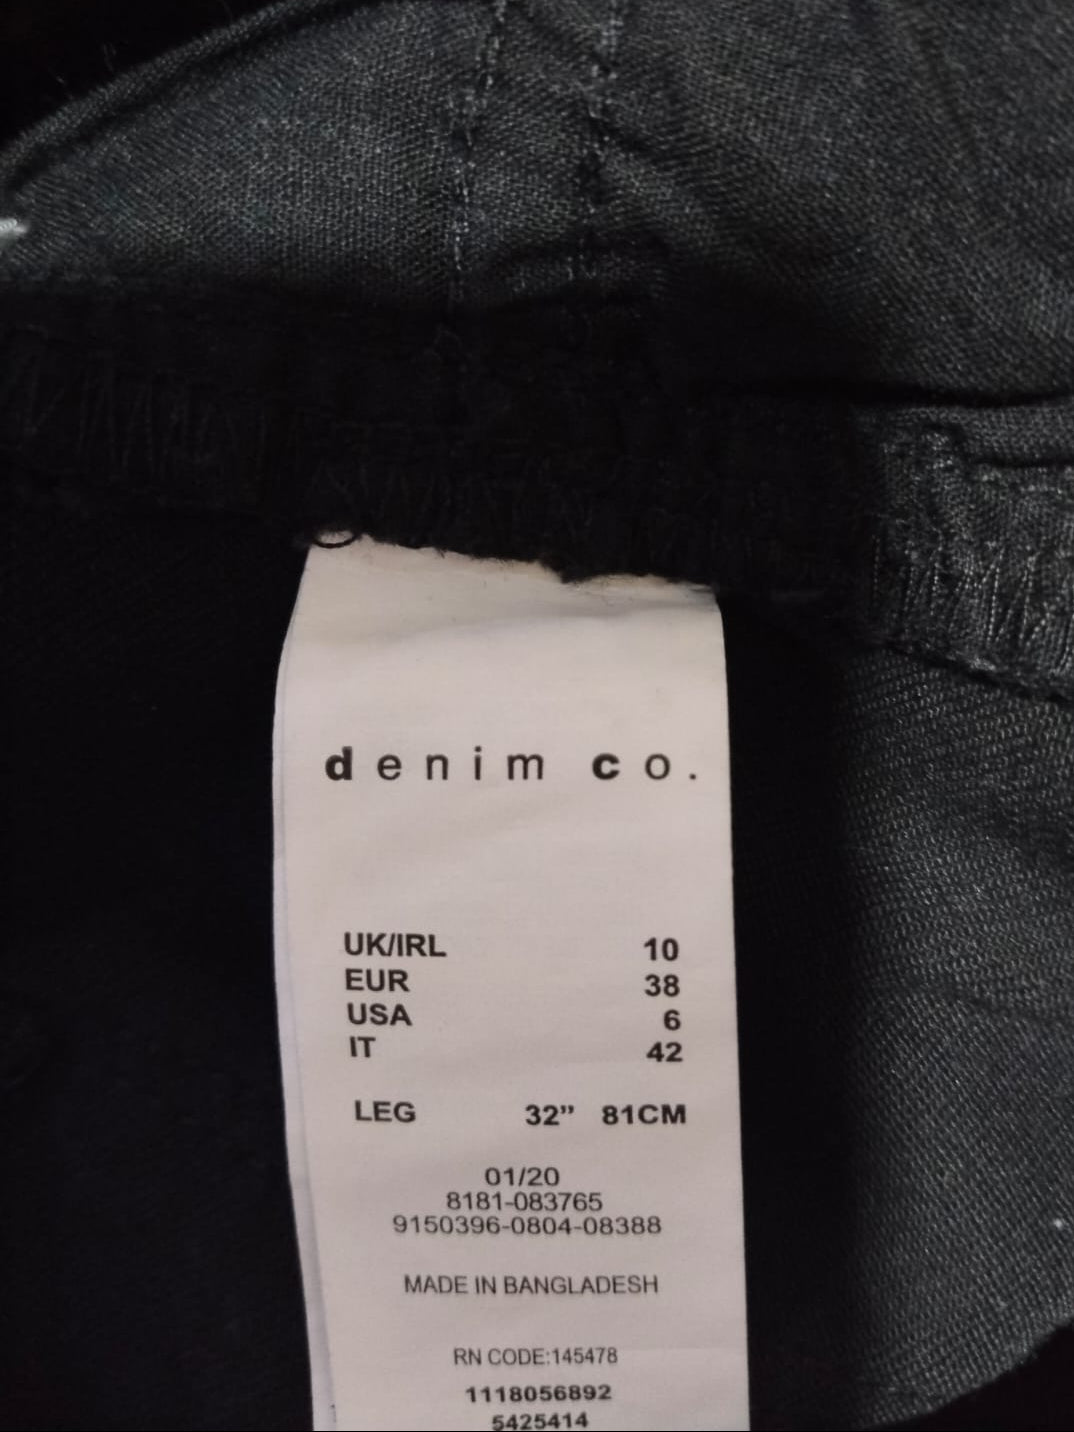 denim co.
UK/IRL 10
EUR 38
USA 6
IT 42
LEG 32” 81CM
01/20
8181-083765
9150396-0804-08388
MADE IN BANGLADESH
RN CODE:145478
1118056892
5425414